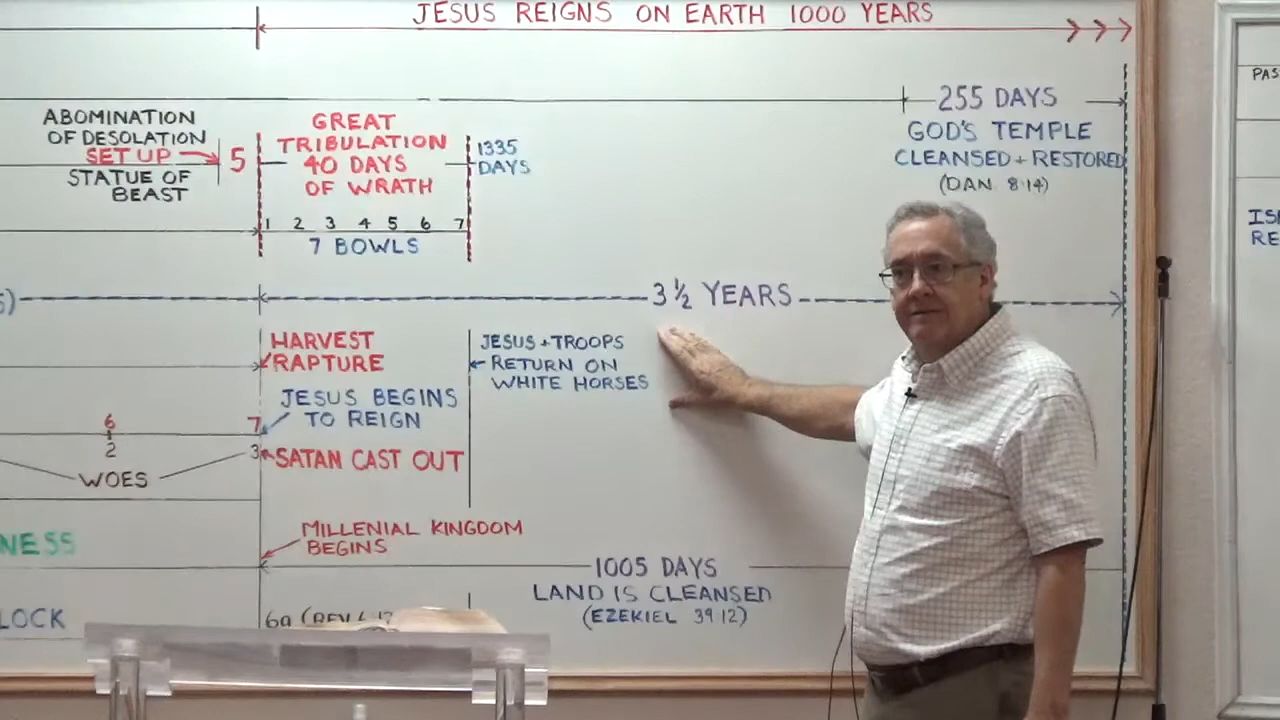 JESUS REIGNS ON EARTH 1000 YEARS
ABOMINATION
OF DESOLATION
SET UP
STATUE OF
BEAST
5
GREAT
TRIBULATION
40 DAYS
OF WRATH
1 2 3 4 5 6 7
7 BOWLS
1335
DAYS
255 DAYS
GOD'S TEMPLE
CLEANSED + RESTORED
(DAN 8:14)
3 1/2 YEARS
HARVEST
RAPTURE
JESUS + TROOPS
RETURN ON
WHITE HORSES
JESUS BEGINS
TO REIGN
6
2
7
3
WOES
SATAN CAST OUT
NESS
MILLENIAL KINGDOM
BEGINS
1005 DAYS
LAND IS CLEANSED
(EZEKIEL 39:12)
LOCK
PAS
IS
RE